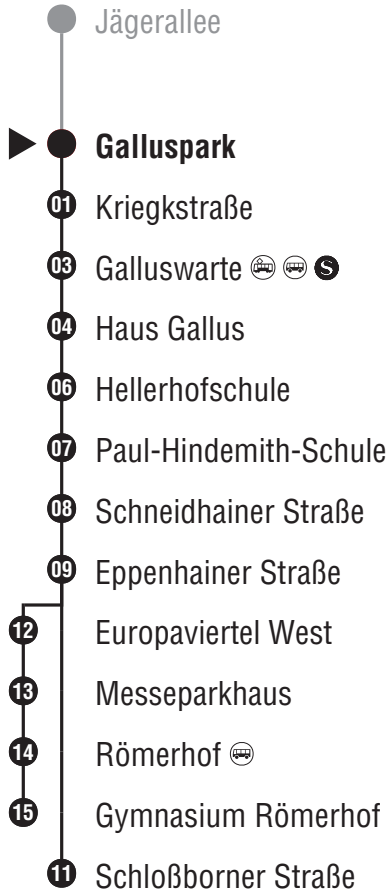 Jägerallee
Galluspark
01 Kriegkstraße
03 Galluswarte S
04 Haus Gallus
06 Hellerhofschule
07 Paul-Hindemith-Schule
08 Schneidhainer Straße
09 Eppenhainer Straße
12 Europaviertel West
13 Messeparkhaus
14 Römerhof
15 Gymnasium Römerhof
11 Schloßborner Straße